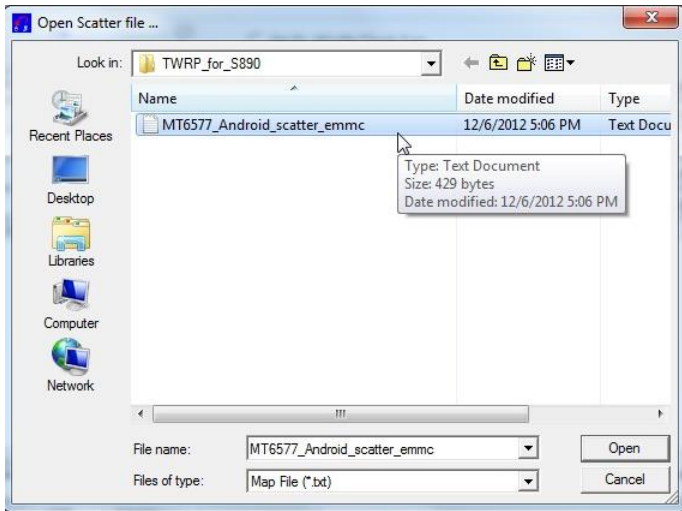 Open Scatter file ...
Look in:
TWRP_for_S890
Name
Date modified
Type
MT6577_Android_scatter_emmc
12/6/2012 5:06 PM
Text Docu
Type: Text Document
Size: 429 bytes
Date modified: 12/6/2012 5:06 PM
Recent Places
Desktop
Libraries
Computer
Network
File name:
MT6577_Android_scatter_emmc
Open
Files of type:
Map File (*.txt)
Cancel